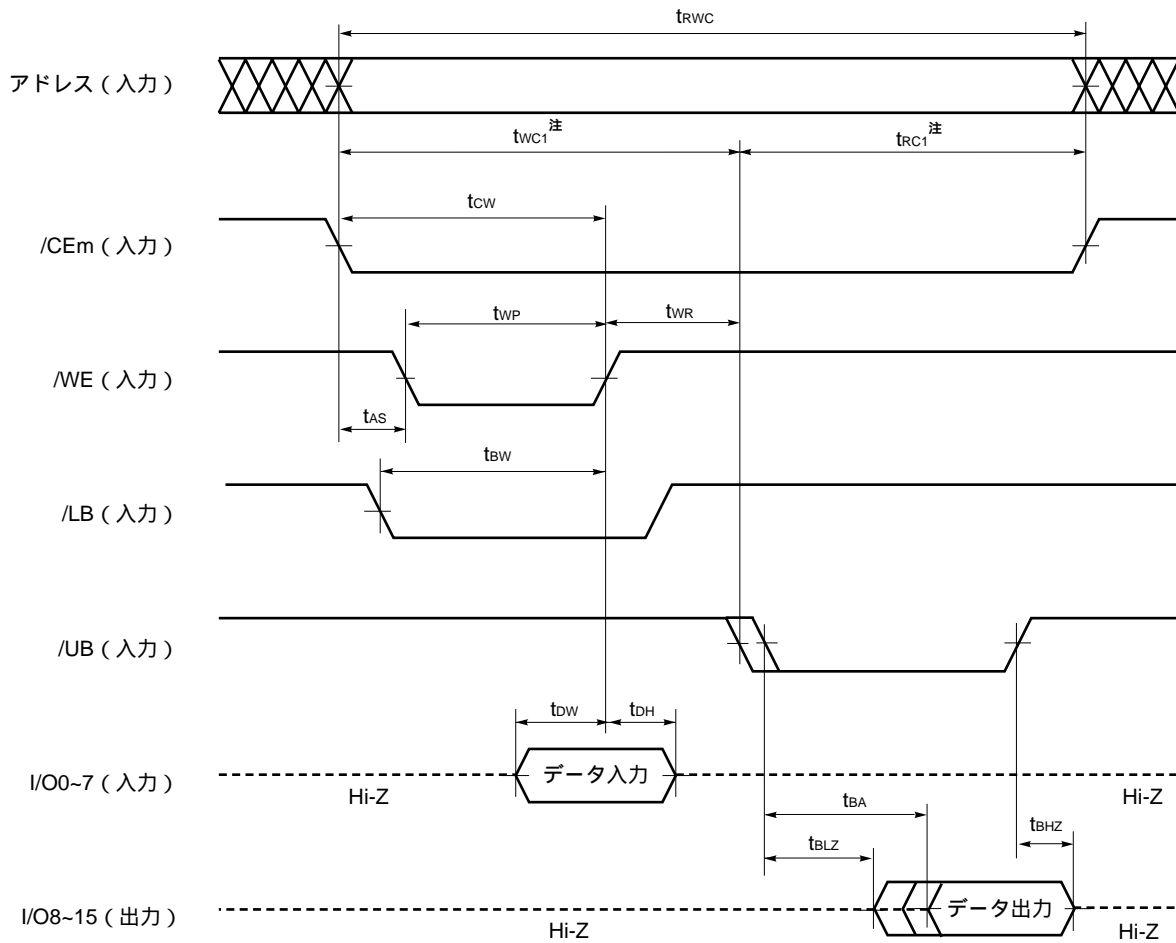 tRWC
アドレス（入力）
tWC1注
tRC1注
tCW
/CEm（入力）
tWP
tWR
/WE（入力）
tAS
tBW
/LB（入力）
/UB（入力）
tDW
tDH
I/O0~7（入力）
データ入力
Hi-Z
Hi-Z
tBA
tBHZ
tBLZ
I/O8~15（出力）
データ出力
Hi-Z
Hi-Z